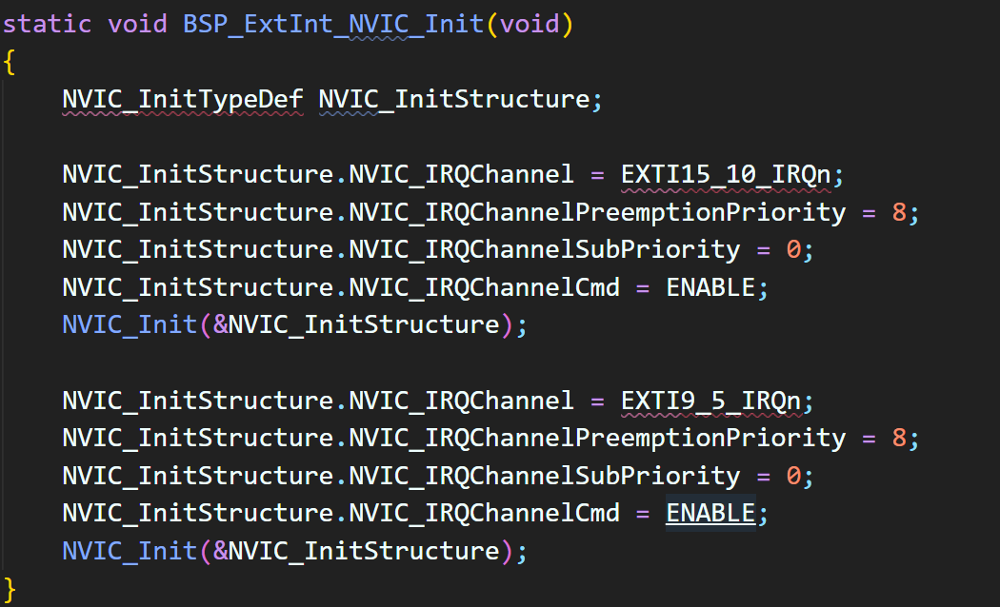 static void BSP_ExtInt_NVIC_Init(void)
{
NVIC_InitTypeDef NVIC_InitStructure;
NVIC_InitStructure.NVIC_IRQChannel = EXTI15_10_IRQn;
NVIC_InitStructure.NVIC_IRQChannelPreemptionPriority = 8;
NVIC_InitStructure.NVIC_IRQChannelSubPriority = 0;
NVIC_InitStructure.NVIC_IRQChannelCmd = ENABLE;
NVIC_Init(&NVIC_InitStructure);
NVIC_InitStructure.NVIC_IRQChannel = EXTI9_5_IRQn;
NVIC_InitStructure.NVIC_IRQChannelPreemptionPriority = 8;
NVIC_InitStructure.NVIC_IRQChannelSubPriority = 0;
NVIC_InitStructure.NVIC_IRQChannelCmd = ENABLE;
NVIC_Init(&NVIC_InitStructure);
}